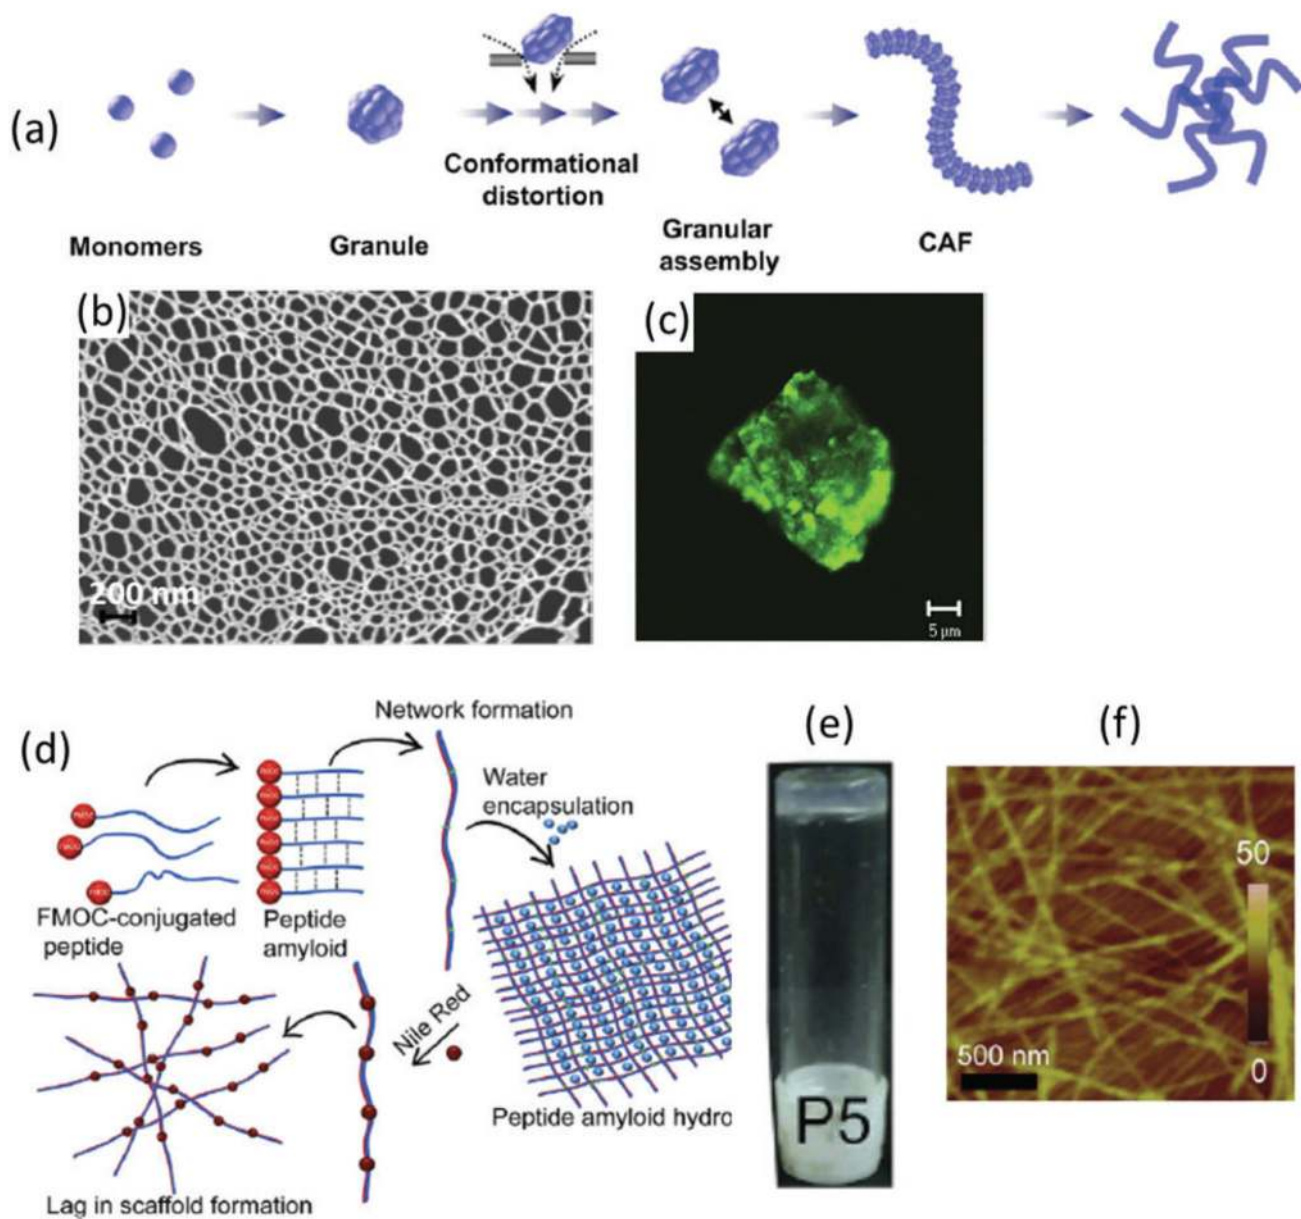 (a)
Conformational
distortion
Monomers
Granule
Granular
assembly
CAF
(b)
200 nm
(c)
5 µm
(d)
Network formation
Water
encapsulation
FMOC-conjugated
peptide
Peptide
amyloid
Nile Red
Peptide amyloid hydro
Lag in scaffold formation
(e)
P5
(f)
50
500 nm
0